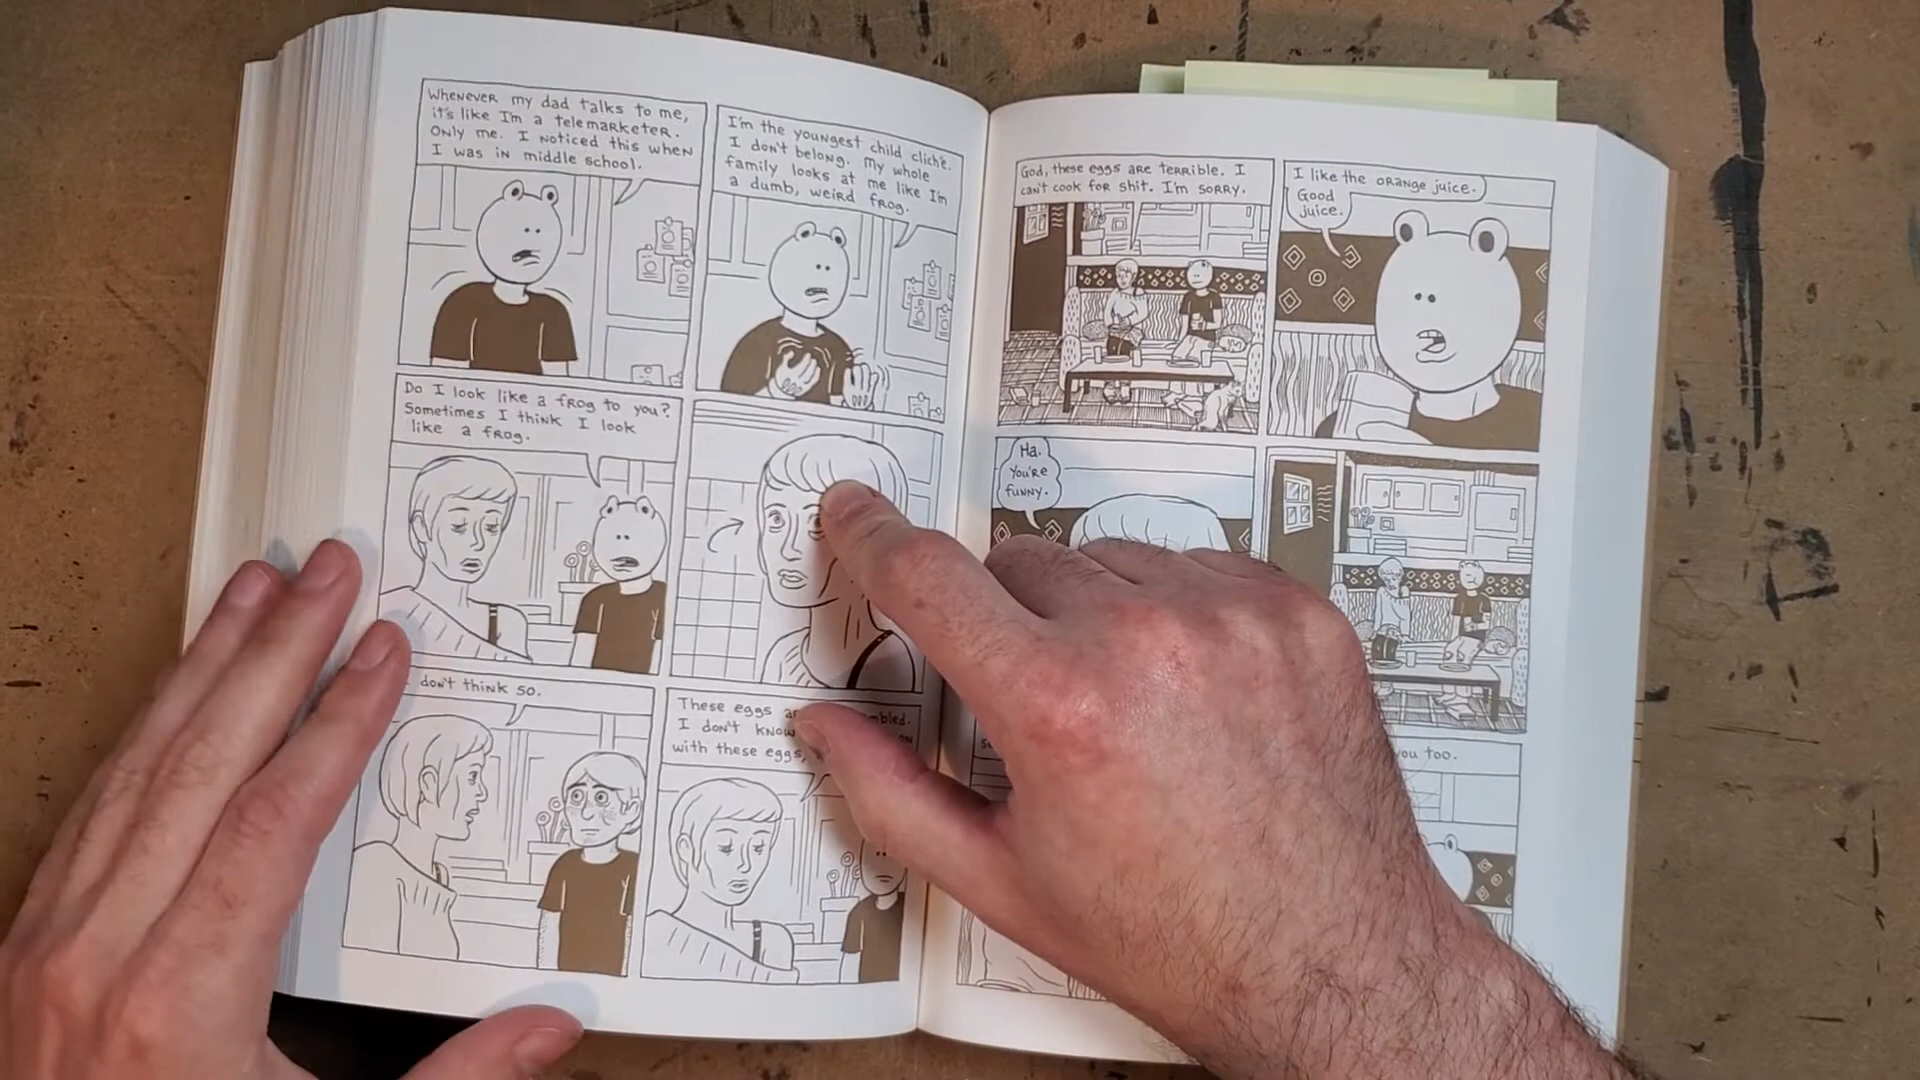 Whenever my dad talks to me,
it's like I'm a telemarketer.
Only me. I noticed this when
I was in middle school.
I'm the youngest child cliché.
I don't belong. My whole
family looks at me like I'm
a dumb, weird frog.
Do I look like a frog to you?
Sometimes I think I look
like a frog.
don't think so.
These eggs
I don't know
with these eggs,
God, these eggs are terrible. I
can't cook for shit. I'm sorry.
I like the orange juice.
Good
juice.
Ha.
You're
funny.
you too.